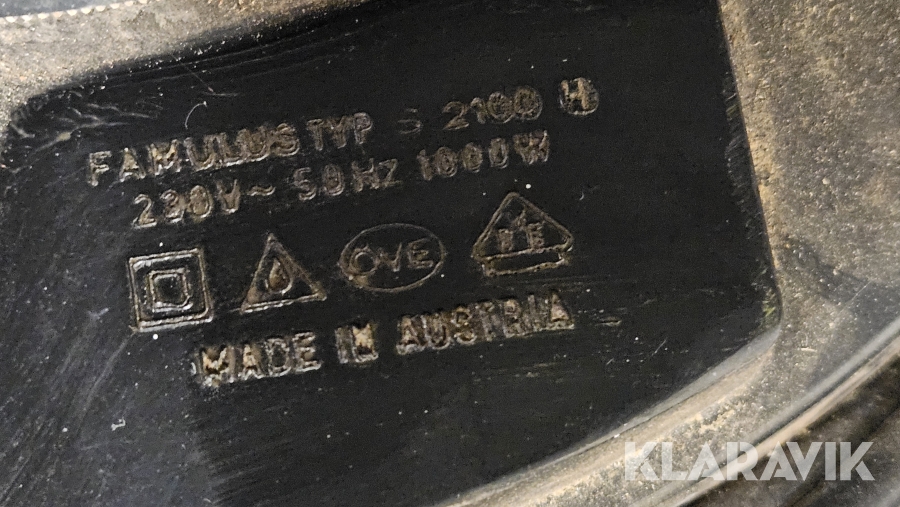 FAMULUS TYP S 2100 H
230V~ 50Hz 1000W
ÖVE
MADE IN AUSTRIA
KLARAVIK